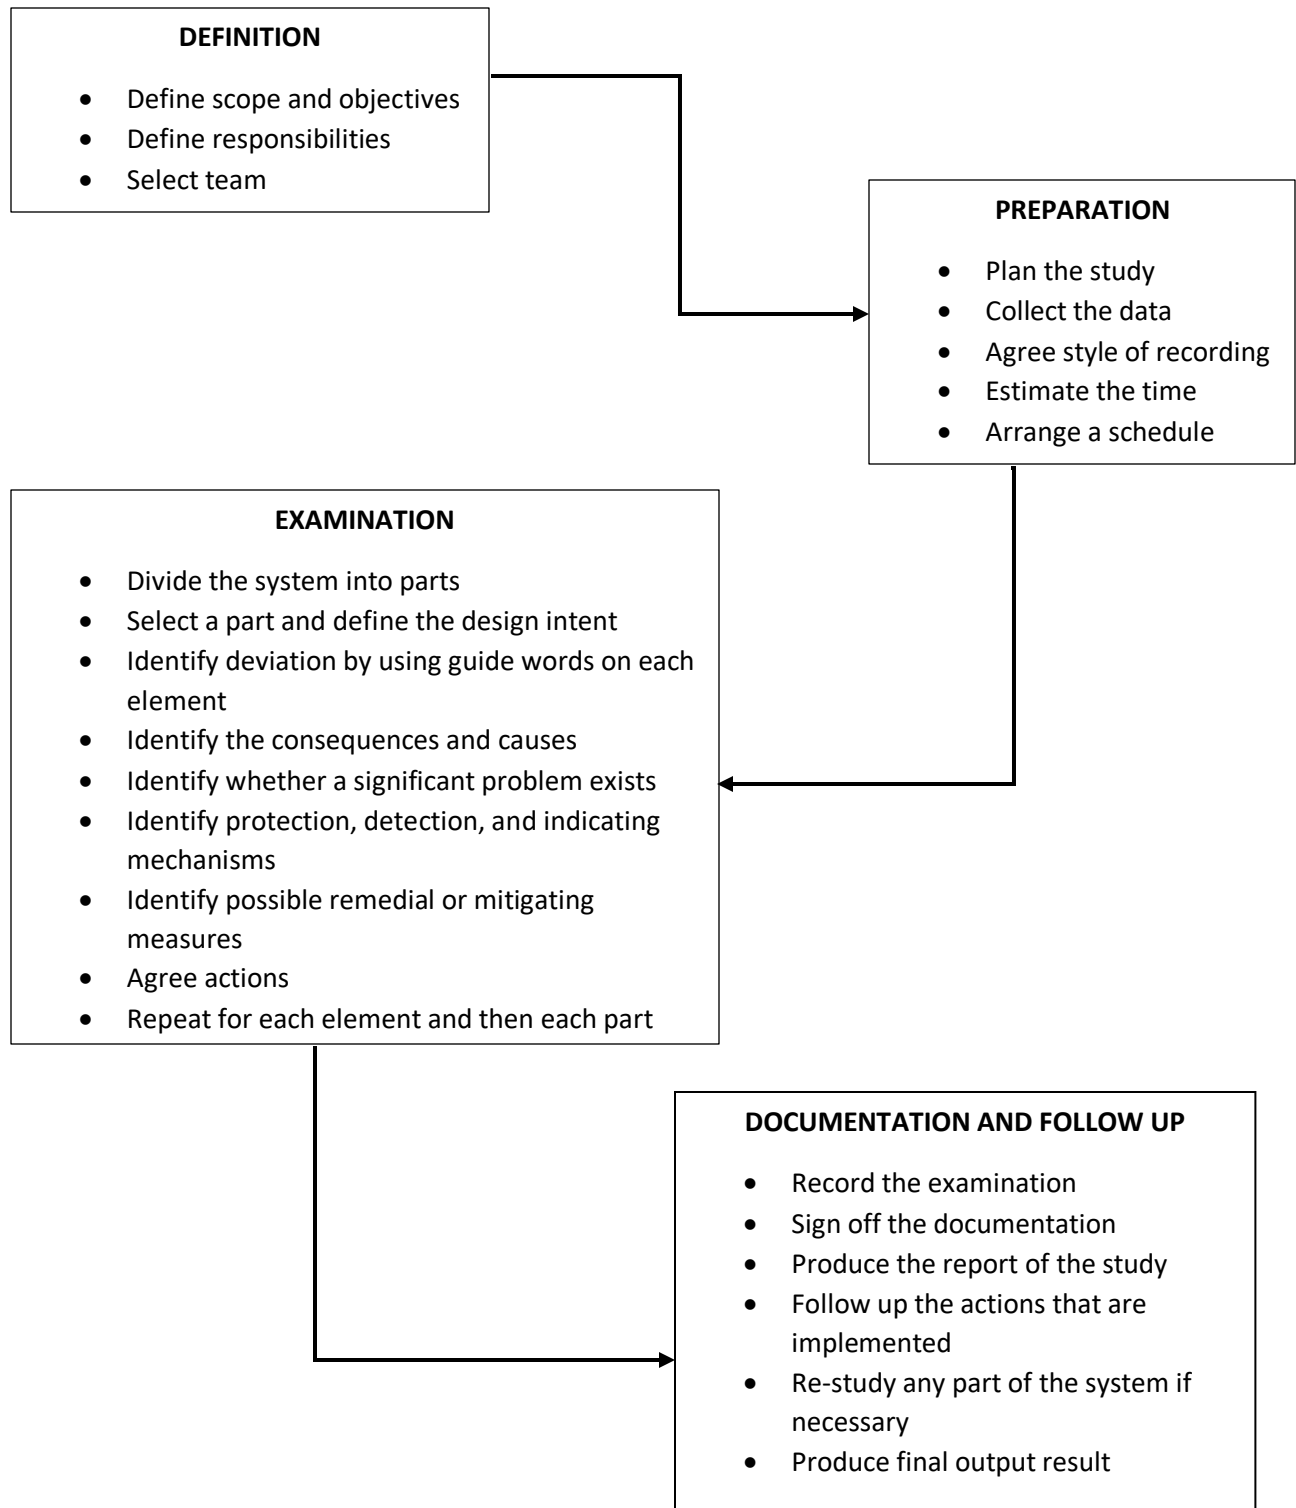 DEFINITION
• Define scope and objectives
• Define responsibilities
• Select team
PREPARATION
• Plan the study
• Collect the data
• Agree style of recording
• Estimate the time
• Arrange a schedule
EXAMINATION
• Divide the system into parts
• Select a part and define the design intent
• Identify deviation by using guide words on each
element
• Identify the consequences and causes
• Identify whether a significant problem exists
• Identify protection, detection, and indicating
mechanisms
• Identify possible remedial or mitigating
measures
• Agree actions
• Repeat for each element and then each part
DOCUMENTATION AND FOLLOW UP
• Record the examination
• Sign off the documentation
• Produce the report of the study
• Follow up the actions that are
implemented
• Re-study any part of the system if
necessary
• Produce final output result